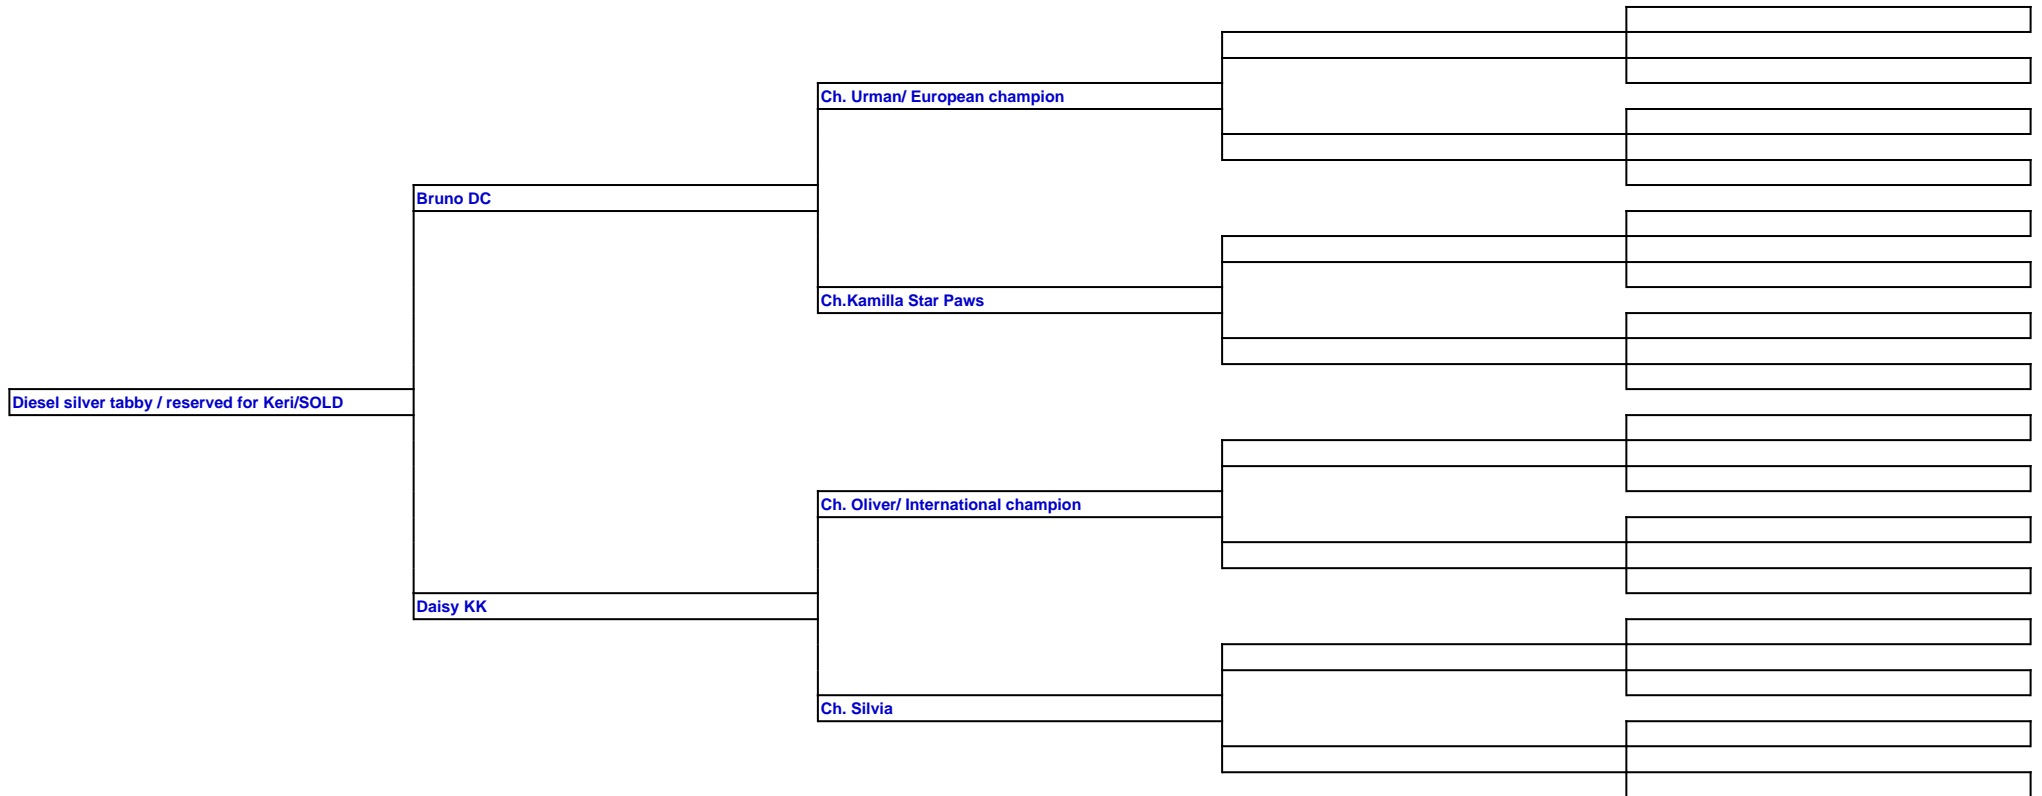 Ch. Urman/ European champion
Bruno DC
Ch.Kamilla Star Paws
Diesel silver tabby / reserved for Keri/SOLD
Ch. Oliver/ International champion
Daisy KK
Ch. Silvia